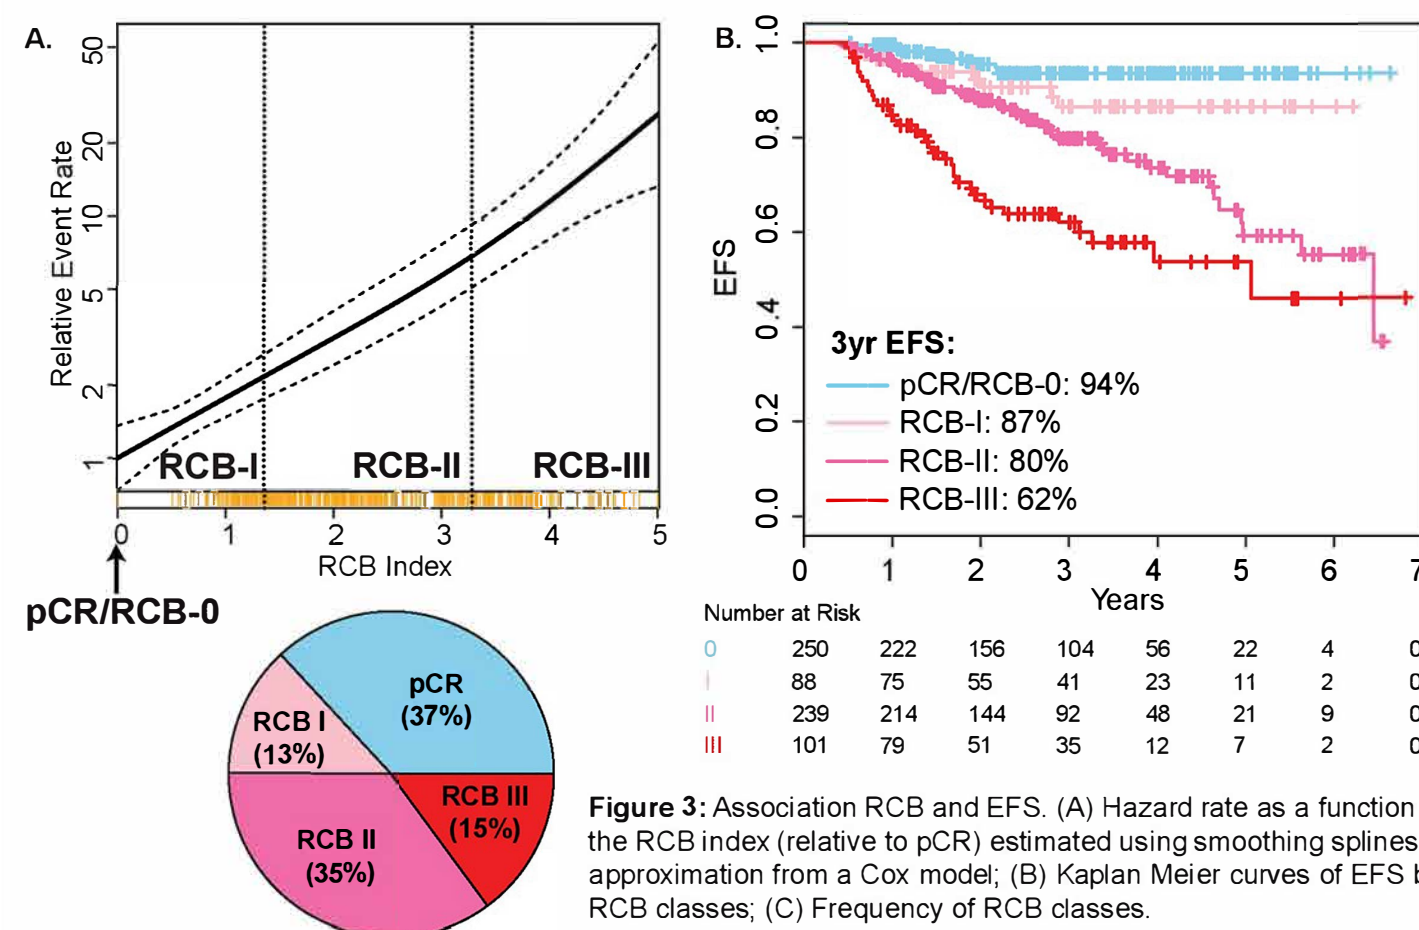 A.
Relative Event Rate
50
20
10
5
2
1
RCB-I RCB-II RCB-III
0 1 2 3 4 5
RCB Index
pCR/RCB-0
pCR
(37%)
RCB I
(13%)
RCB II
(35%)
RCB III
(15%)
B.
EFS
1.0
0.8
0.6
0.4
0.2
0.0
3yr EFS:
pCR/RCB-0: 94%
RCB-I: 87%
RCB-II: 80%
RCB-III: 62%
0 1 2 3 4 5 6 7
Years
Number at Risk
0 250 222 156 104 56 22 4 0
I 88 75 55 41 23 11 2 0
II 239 214 144 92 48 21 9 0
III 101 79 51 35 12 7 2 0
Figure 3: Association RCB and EFS. (A) Hazard rate as a function
the RCB index (relative to pCR) estimated using smoothing splines
approximation from a Cox model; (B) Kaplan Meier curves of EFS b
RCB classes; (C) Frequency of RCB classes.